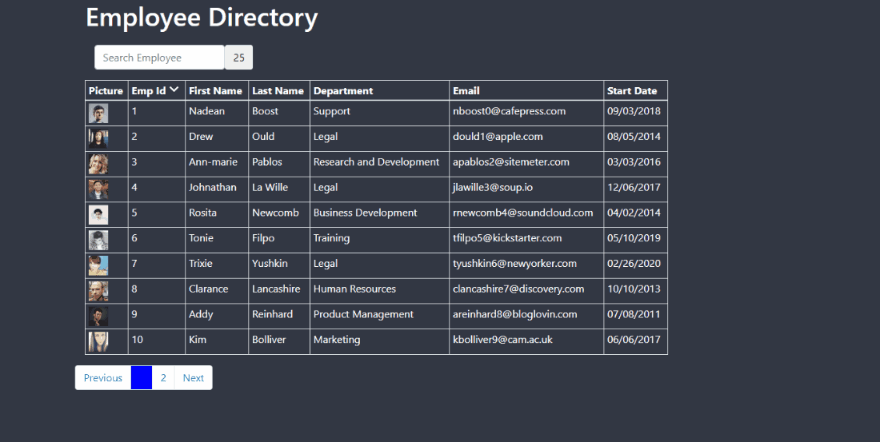 Employee Directory
Search Employee 25
Picture Emp Id First Name Last Name Department Email Start Date
1 Nadean Boost Support nboost0@cafepress.com 09/03/2018
2 Drew Ould Legal dould1@apple.com 08/05/2014
3 Ann-marie Pablos Research and Development apablos2@sitemeter.com 03/03/2016
4 Johnathan La Wille Legal jlawille3@soup.io 12/06/2017
5 Rosita Newcomb Business Development rnewcomb4@soundcloud.com 04/02/2014
6 Tonie Filpo Training tfilpo5@kickstarter.com 05/10/2019
7 Trixie Yushkin Legal tyushkin6@newyorker.com 02/26/2020
8 Clarance Lancashire Human Resources clancashire7@discovery.com 10/10/2013
9 Addy Reinhard Product Management areinhard8@bloglovin.com 07/08/2011
10 Kim Bolliver Marketing kbolliver9@cam.ac.uk 06/06/2017
Previous 2 Next